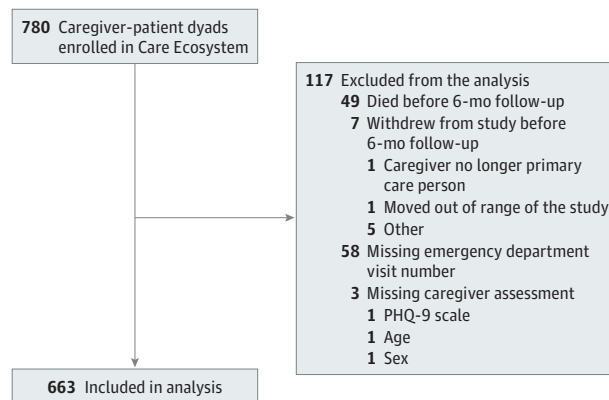 780 Caregiver-patient dyads
enrolled in Care Ecosystem
117 Excluded from the analysis
49 Died before 6-mo follow-up
7 Withdrew from study before
6-mo follow-up
1 Caregiver no longer primary
care person
1 Moved out of range of the study
5 Other
58 Missing emergency department
visit number
3 Missing caregiver assessment
1 PHQ-9 scale
1 Age
1 Sex
663 Included in analysis